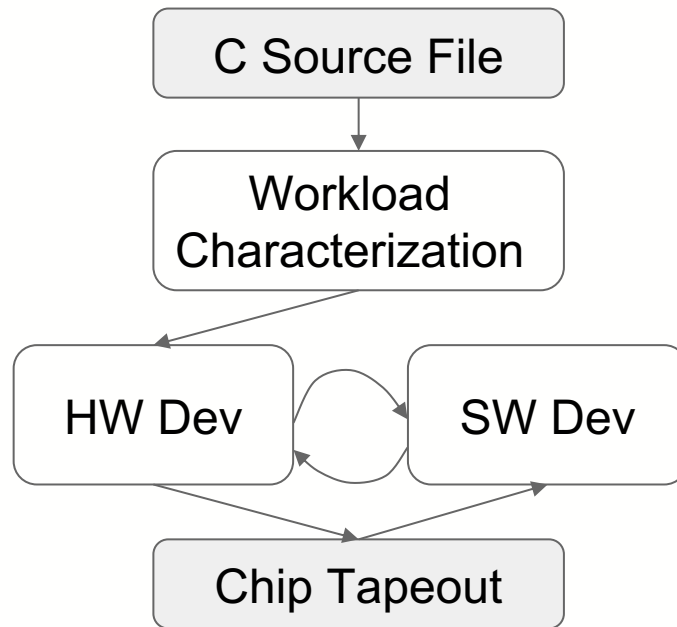 C Source File
Workload
Characterization
HW Dev
SW Dev
Chip Tapeout